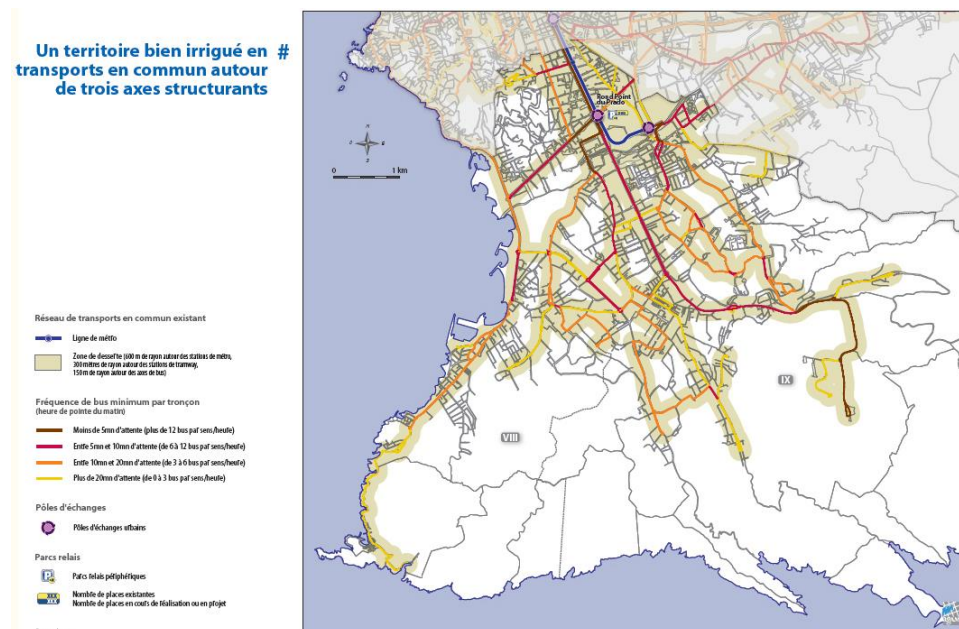 Un territoire bien irrigué en #
transports en commun autour
de trois axes structurants
Rond Point
du Prado
P
0
1 km
Réseau de transports en commun existant
Ligne de métro
Zone de desserte (600 m de rayon autour des stations de métro,
300 mètres de rayon autour des stations de tramway,
150 m de rayon autour des axes de bus)
Fréquence de bus minimum par tronçon
(heure de pointe du matin)
Moins de 5mn d'attente (plus de 12 bus par sens/heure)
Entre 5mn et 10mn d'attente (de 6 à 12 bus par sens/heure)
Entre 10mn et 20mn d'attente (de 3 à 6 bus par sens/heure)
Plus de 20mn d'attente (de 0 à 3 bus par sens/heure)
IX
VIII
Pôles d'échanges
Pôles d'échanges urbains
Parcs relais
P
Parcs relais périphériques
XXX
XXX
Nombre de places existantes
Nombre de places en cours de réalisation ou en projet